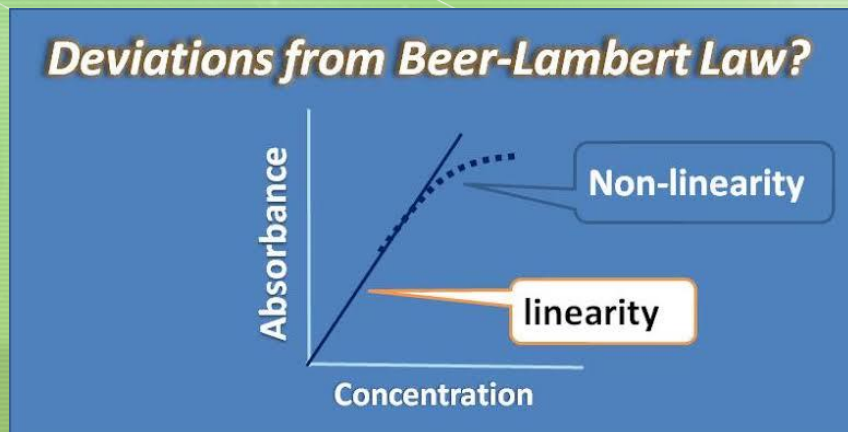 Deviations from Beer-Lambert Law?
Absorbance
Non-linearity
linearity
Concentration